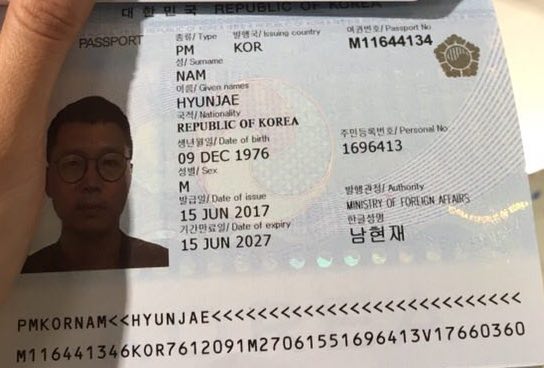 대한민국 REPUBLIC OF KOREA
PASSPORT
종류/ Type 발행국/ Issuing country 여권번호/ Passport No
PM KOR M11644134
성/ Surname
NAM
이름/ Given names
HYUNJAE
국적/ Nationality
REPUBLIC OF KOREA
생년월일/ Date of birth 주민등록번호/ Personal No
09 DEC 1976 1696413
성별/ Sex
M
발급일/ Date of issue 발행관청/ Authority
15 JUN 2017 MINISTRY OF FOREIGN AFFAIRS
기간만료일/ Date of expiry 한글성명
15 JUN 2027 남현재
PMKORNAM<<HYUNJAE<<<<<<<<<<<<<<<<<<<<<<<<<<<
M116441346KOR7612091M27061551696413V17660360